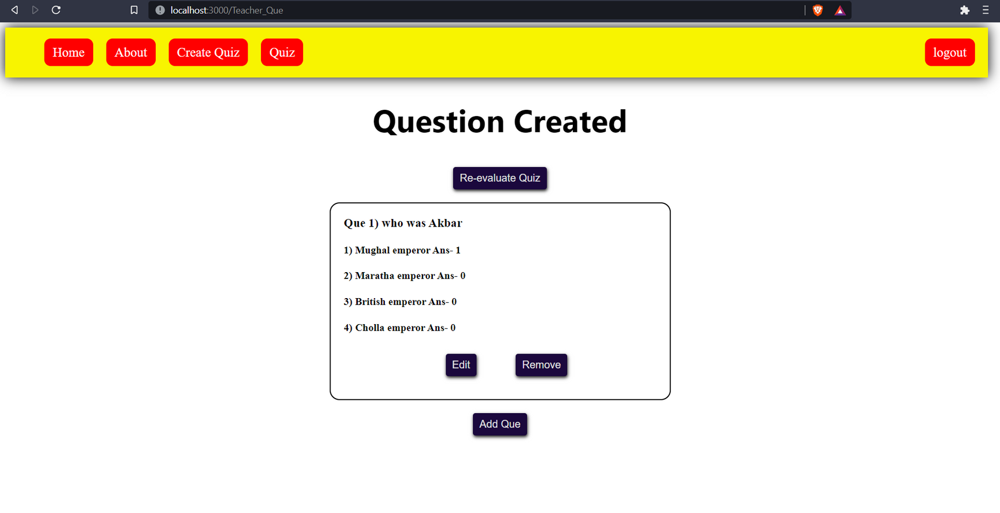 localhost:3000/Teacher_Que
Home About Create Quiz Quiz logout
Question Created
Re-evaluate Quiz
Que 1) who was Akbar
1) Mughal emperor Ans- 1
2) Maratha emperor Ans- 0
3) British emperor Ans- 0
4) Cholla emperor Ans- 0
Edit Remove
Add Que